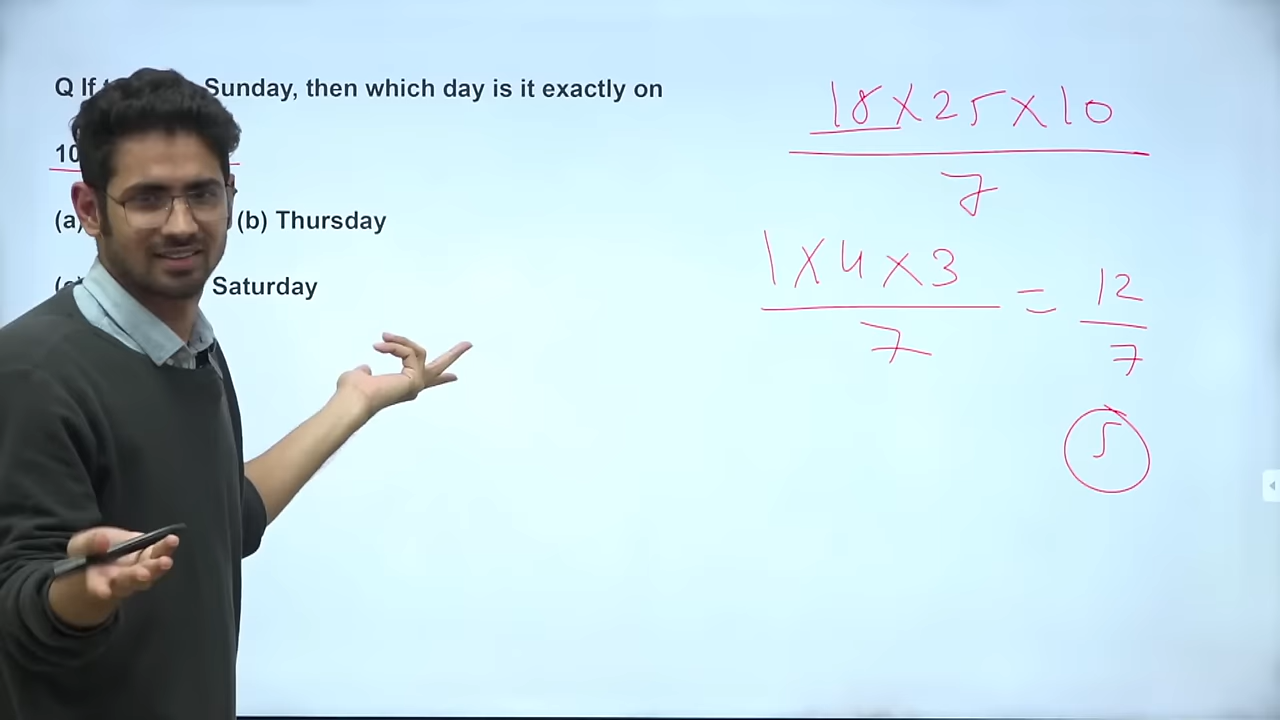 Q If Sunday, then which day is it exactly on
(a) (b) Thursday
Saturday
18 X 25 X 10
7
1 X 4 X 3 = 12
7 7
5